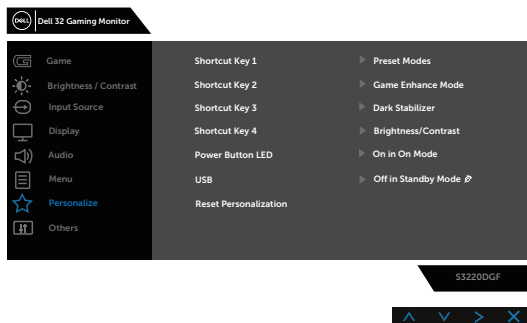 DELL
Dell 32 Gaming Monitor
Game
Shortcut Key 1 Preset Modes
Brightness / Contrast Shortcut Key 2 Game Enhance Mode
Input Source Shortcut Key 3 Dark Stabilizer
Display Shortcut Key 4 Brightness/Contrast
Audio Power Button LED On in On Mode
Menu USB Off in Standby Mode
Personalize Reset Personalization
Others
S3220DGF